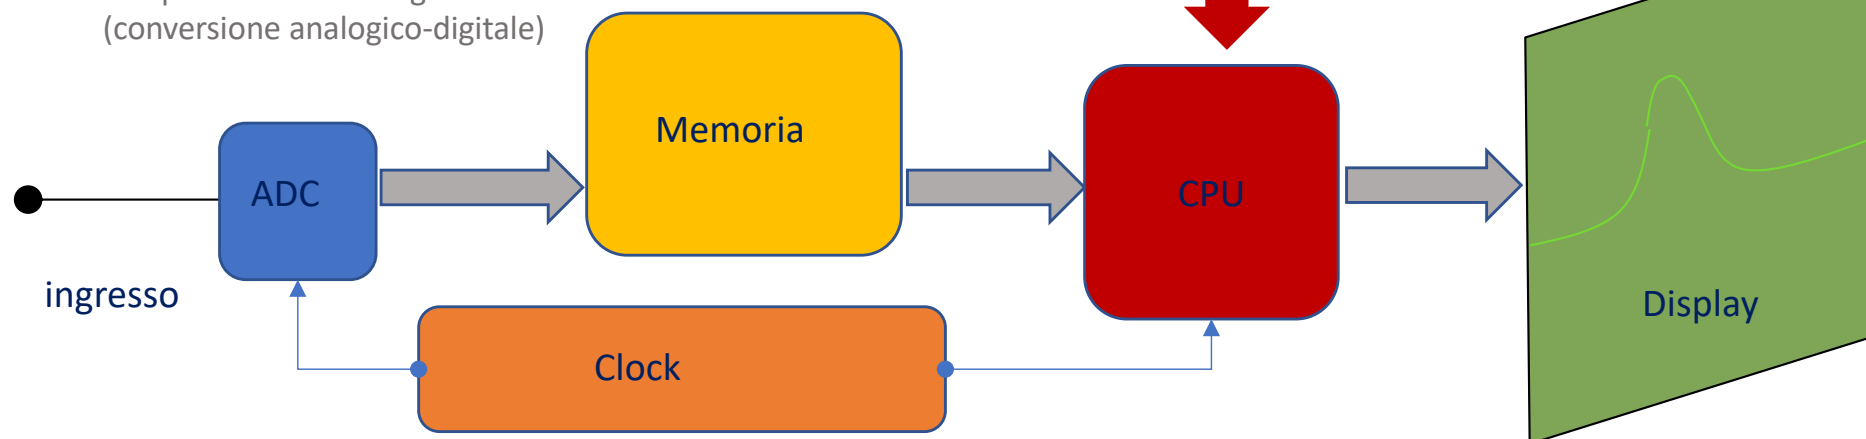 (conversione analogico-digitale)
Memoria
ADC
CPU
ingresso
Clock
Display